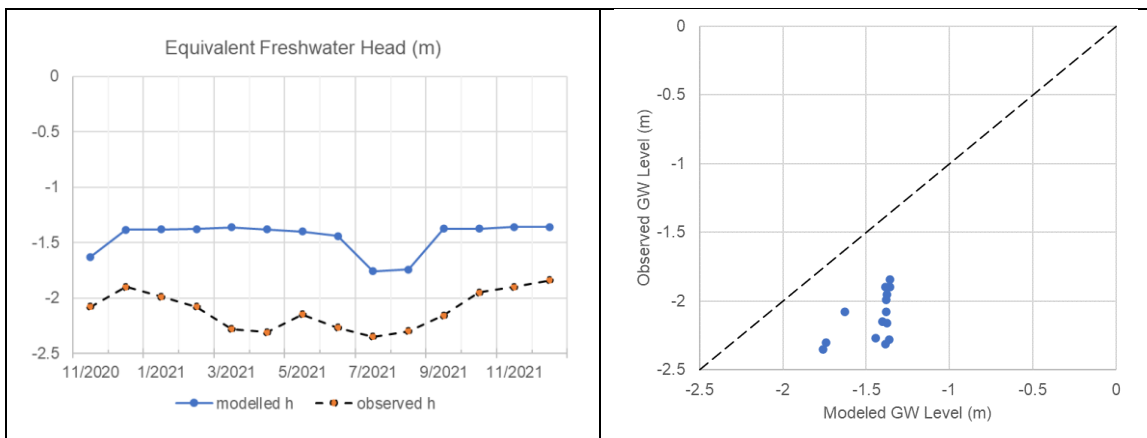 Equivalent Freshwater Head (m)
0
-0.5
-1
-1.5
-2
-2.5
11/2020 1/2021 3/2021 5/2021 7/2021 9/2021 11/2021
modelled h observed h
Observed GW Level (m)
0
-0.5
-1
-1.5
-2
-2.5
-2.5 -2 -1.5 -1 -0.5 0
Modeled GW Level (m)